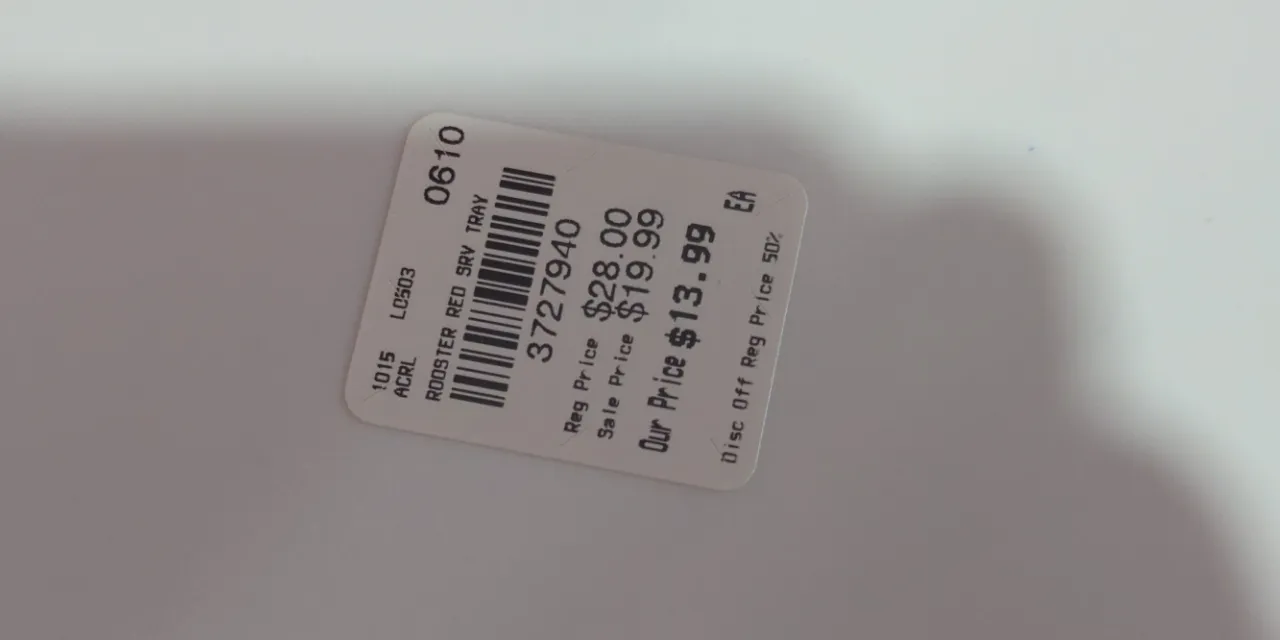 1015 L0503 0610
ACRL
ROOSTER RED SRV TRAY
3727940
Reg Price $28.00
Sale Price $19.99
Our Price $13.99
EA
Disc Off Reg Price 50%